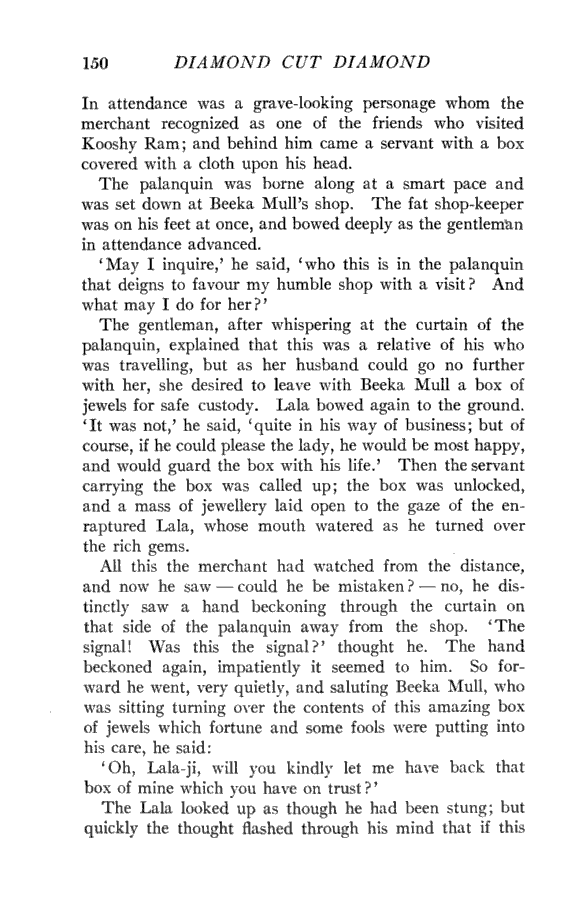 150 DIAMOND CUT DIAMOND
In attendance was a grave-looking personage whom the
merchant recognized as one of the friends who visited
Kooshy Ram; and behind him came a servant with a box
covered with a cloth upon his head.
The palanquin was borne along at a smart pace and
was set down at Beeka Mull's shop. The fat shop-keeper
was on his feet at once, and bowed deeply as the gentleman
in attendance advanced.
'May I inquire,' he said, 'who this is in the palanquin
that deigns to favour my humble shop with a visit? And
what may I do for her?'
The gentleman, after whispering at the curtain of the
palanquin, explained that this was a relative of his who
was travelling, but as her husband could go no further
with her, she desired to leave with Beeka Mull a box of
jewels for safe custody. Lala bowed again to the ground.
'It was not,' he said, 'quite in his way of business; but of
course, if he could please the lady, he would be most happy,
and would guard the box with his life.' Then the servant
carrying the box was called up; the box was unlocked,
and a mass of jewellery laid open to the gaze of the en-
raptured Lala, whose mouth watered as he turned over
the rich gems.
All this the merchant had watched from the distance,
and now he saw — could he be mistaken? — no, he dis-
tinctly saw a hand beckoning through the curtain on
that side of the palanquin away from the shop. 'The
signal! Was this the signal?' thought he. The hand
beckoned again, impatiently it seemed to him. So for-
ward he went, very quietly, and saluting Beeka Mull, who
was sitting turning over the contents of this amazing box
of jewels which fortune and some fools were putting into
his care, he said:
'Oh, Lala-ji, will you kindly let me have back that
box of mine which you have on trust?'
The Lala looked up as though he had been stung; but
quickly the thought flashed through his mind that if this